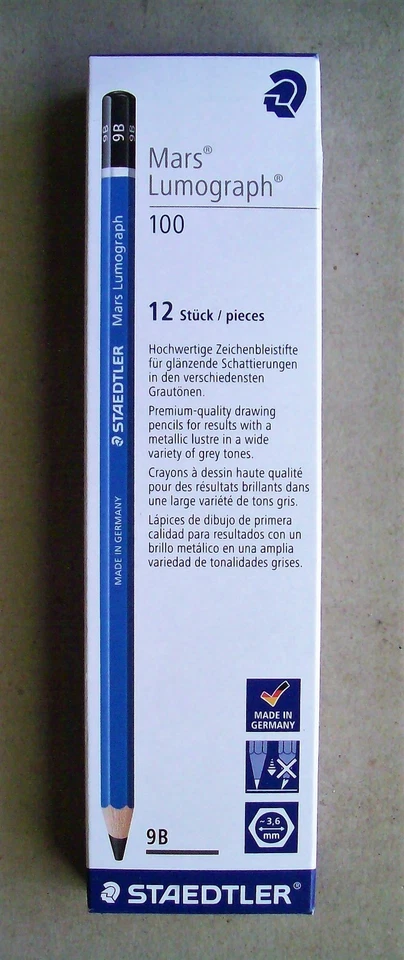 9B 9B 9B
Mars®
Lumograph®
100
STAEDTLER Mars Lumograph
MADE IN GERMANY
12 Stück / pieces
Hochwertige Zeichenbleistifte
für glänzende Schattierungen
in den verschiedensten
Grautönen.
Premium-quality drawing
pencils for results with a
metallic lustre in a wide
variety of grey tones.
Crayons à dessin haute qualité
pour des résultats brillants dans
une large variété de tons gris.
Lápices de dibujo de primera
calidad para resultados con un
brillo metálico en una amplia
variedad de tonalidades grises.
MADE IN
GERMANY
~ 3,6
mm
9B
STAEDTLER®